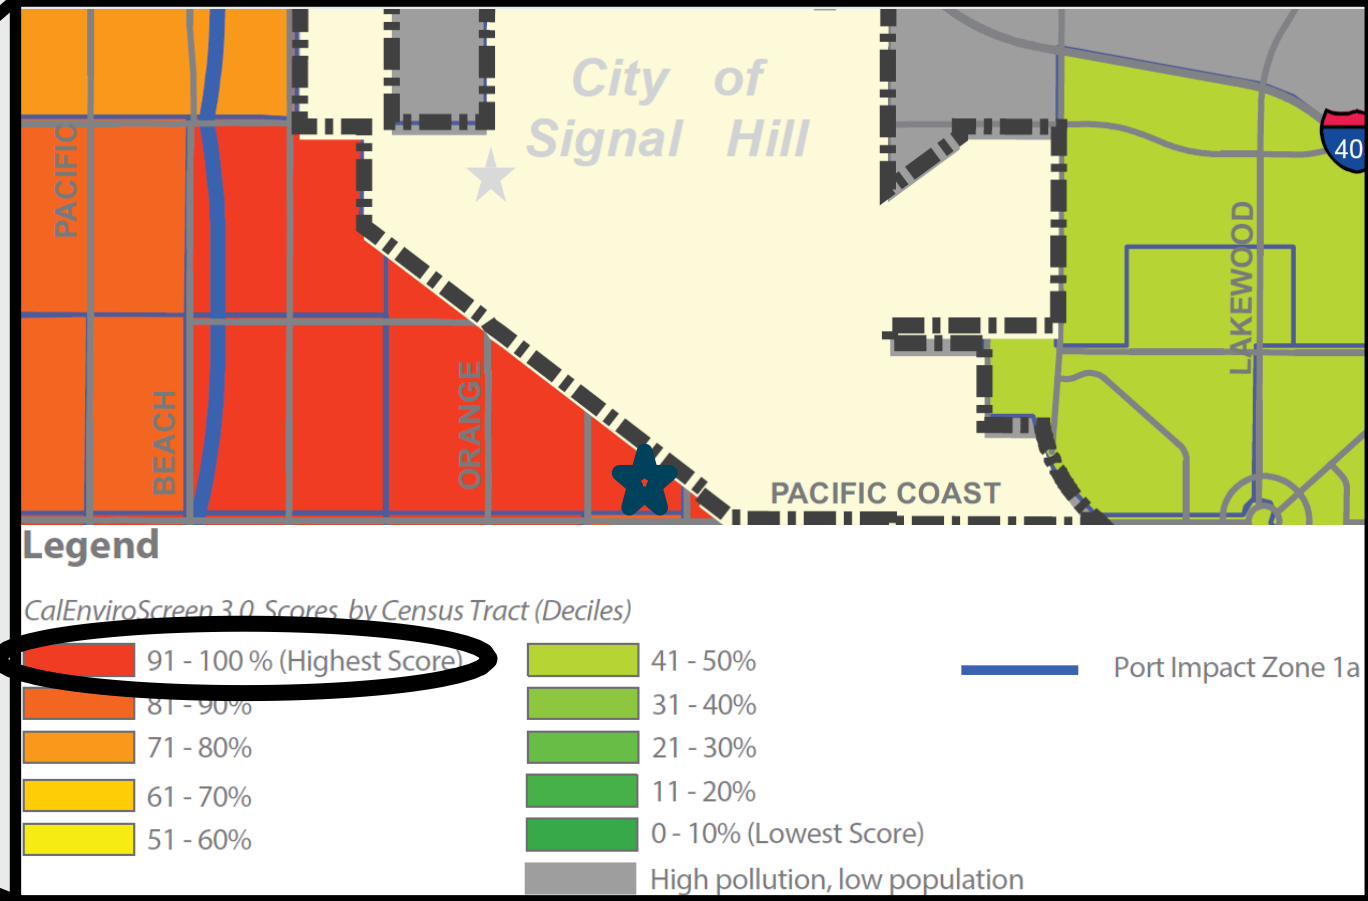 City of
Signal Hill
PACIFIC
40
LAKEWOOD
BEACH
ORANGE
PACIFIC COAST
Legend
CalEnviroScreen 3.0 Scores by Census Tract (Deciles)
91 - 100 % (Highest Score)
81 - 90%
71 - 80%
61 - 70%
51 - 60%
41 - 50%
31 - 40%
21 - 30%
11 - 20%
0 - 10% (Lowest Score)
High pollution, low population
Port Impact Zone 1a